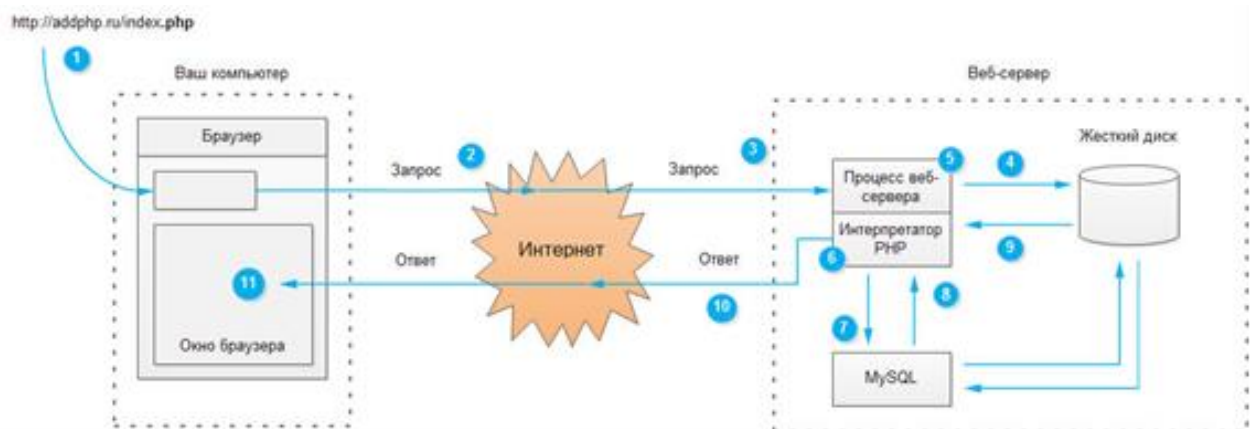 http://addphp.ru/index.php
1
Ваш компьютер
Веб-сервер
Браузер
Жесткий диск
Запрос
2
Запрос
3
5
4
Процесс веб-
сервера
Интерпретатор
PHP
Интернет
Ответ
Ответ
6
9
11
10
7
8
Окно браузера
MySQL